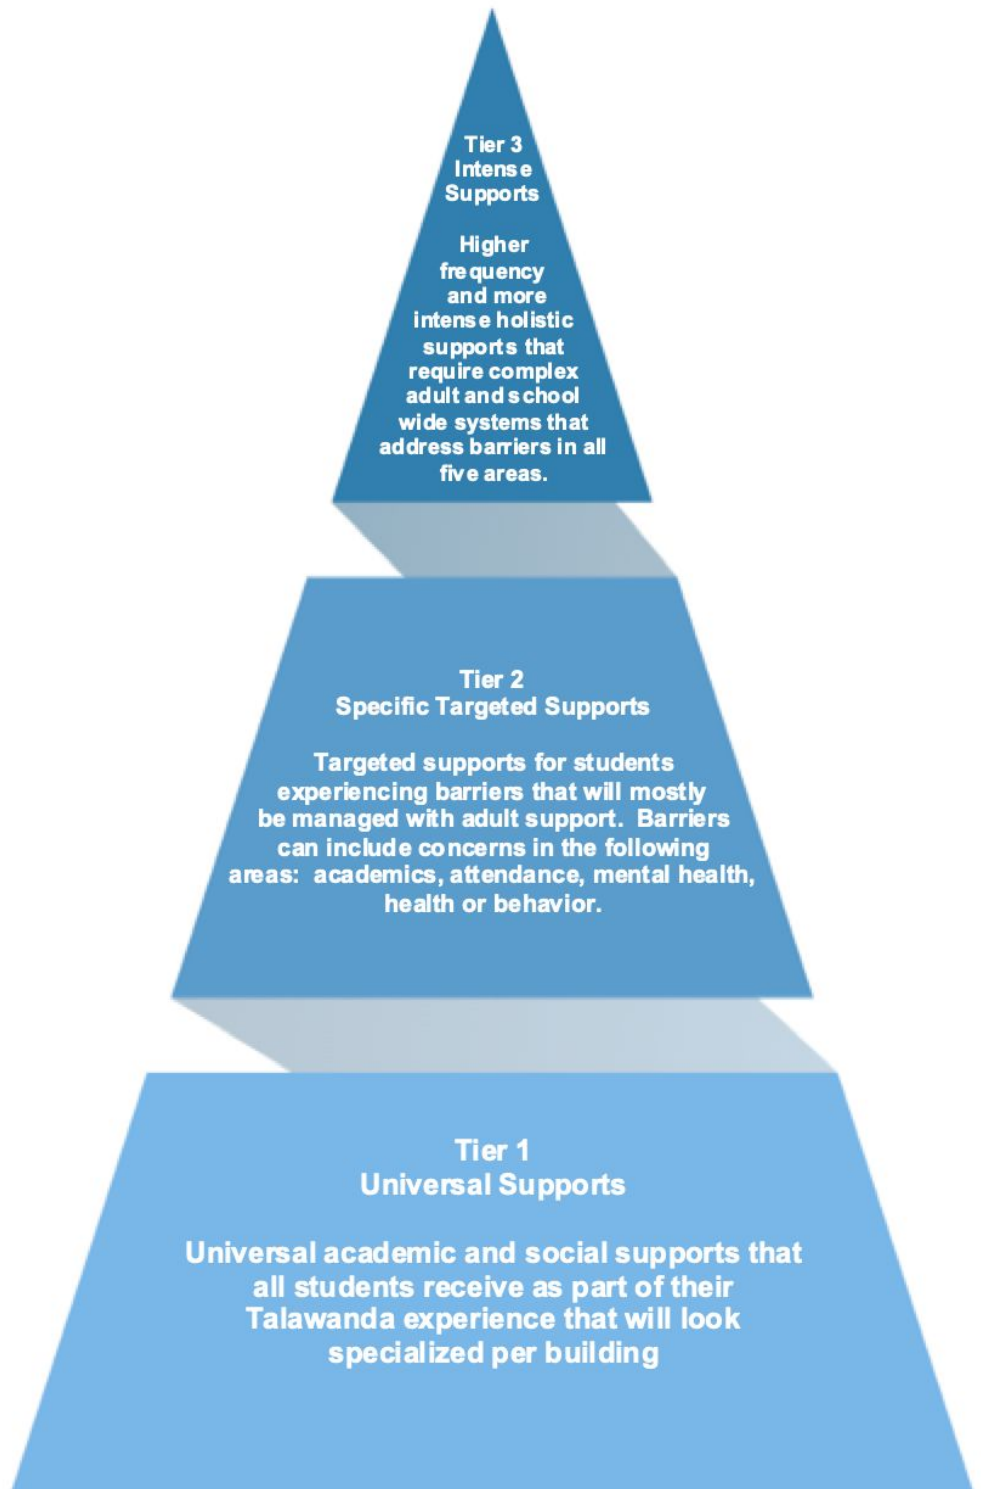 Tier 3
Intense
Supports
Higher
frequency
and more
intense holistic
supports that
require complex
adult and school
wide systems that
address barriers in all
five areas.
Tier 2
Specific Targeted Supports
Targeted supports for students
experiencing barriers that will mostly
be managed with adult support.  Barriers
can include concerns in the following
areas:  academics, attendance, mental health,
health or behavior.
Tier 1
Universal Supports
Universal academic and social supports that
all students receive as part of their
Talawanda experience that will look
specialized per building